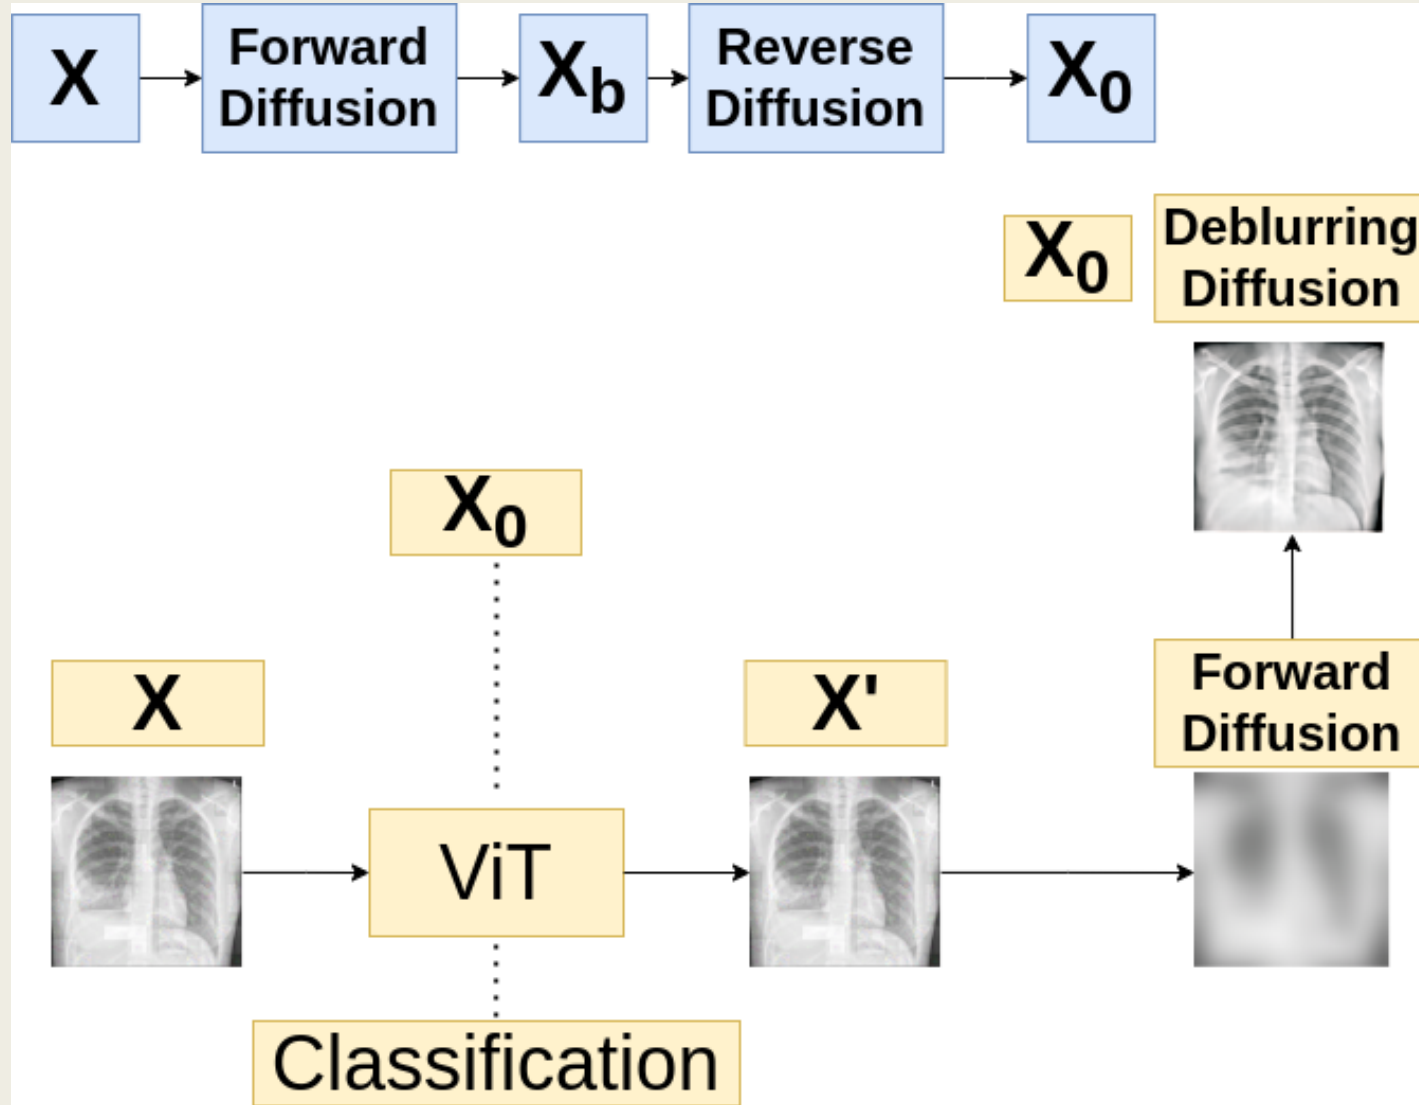 X
Forward
Diffusion
Xb
Reverse
Diffusion
X0
X0
Deblurring
Diffusion
X0
X
X'
Forward
Diffusion
ViT
Classification